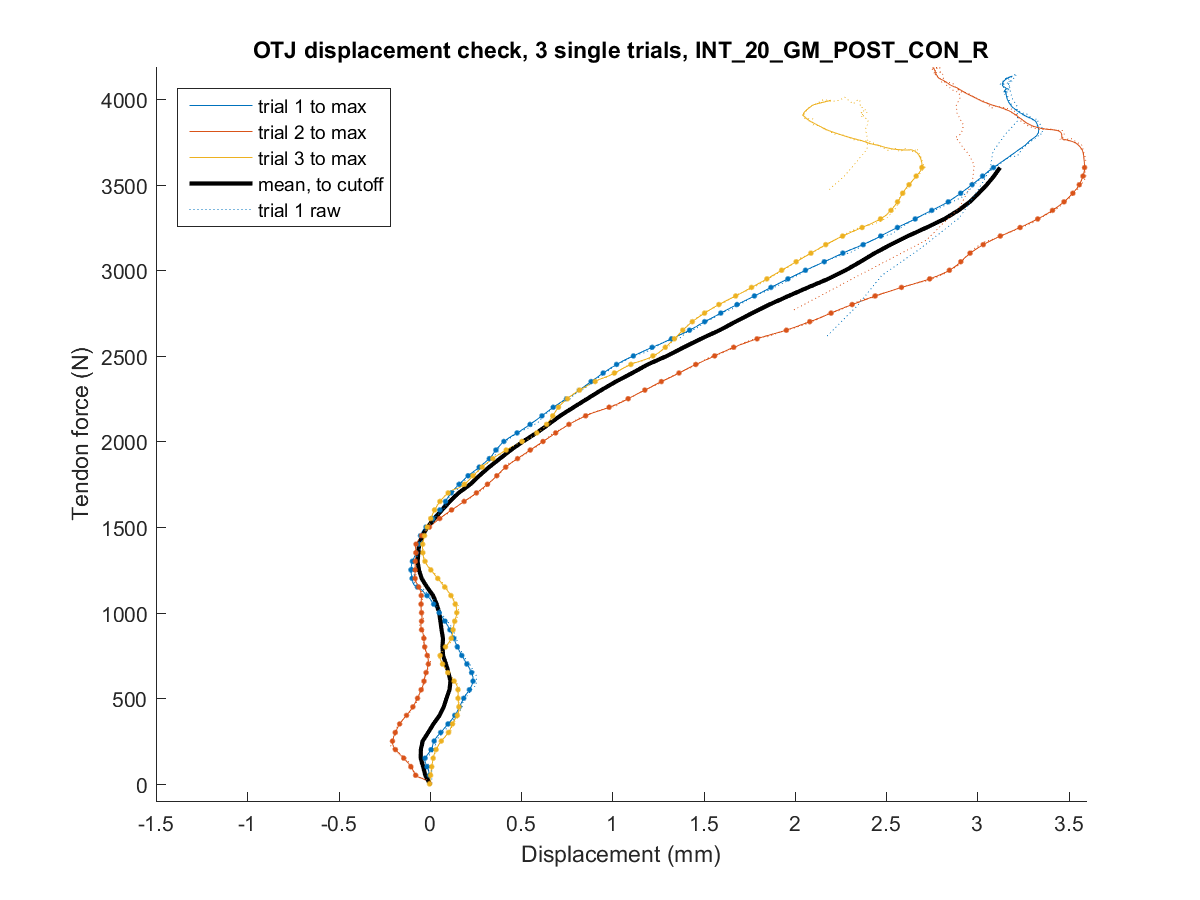 OTJ displacement check, 3 single trials, INT_20_GM_POST_CON_R
trial 1 to max
trial 2 to max
trial 3 to max
mean, to cutoff
trial 1 raw
Tendon force (N)
4000
3500
3000
2500
2000
1500
1000
500
0
-1.5
-1
-0.5
0
0.5
1
1.5
2
2.5
3
3.5
Displacement (mm)